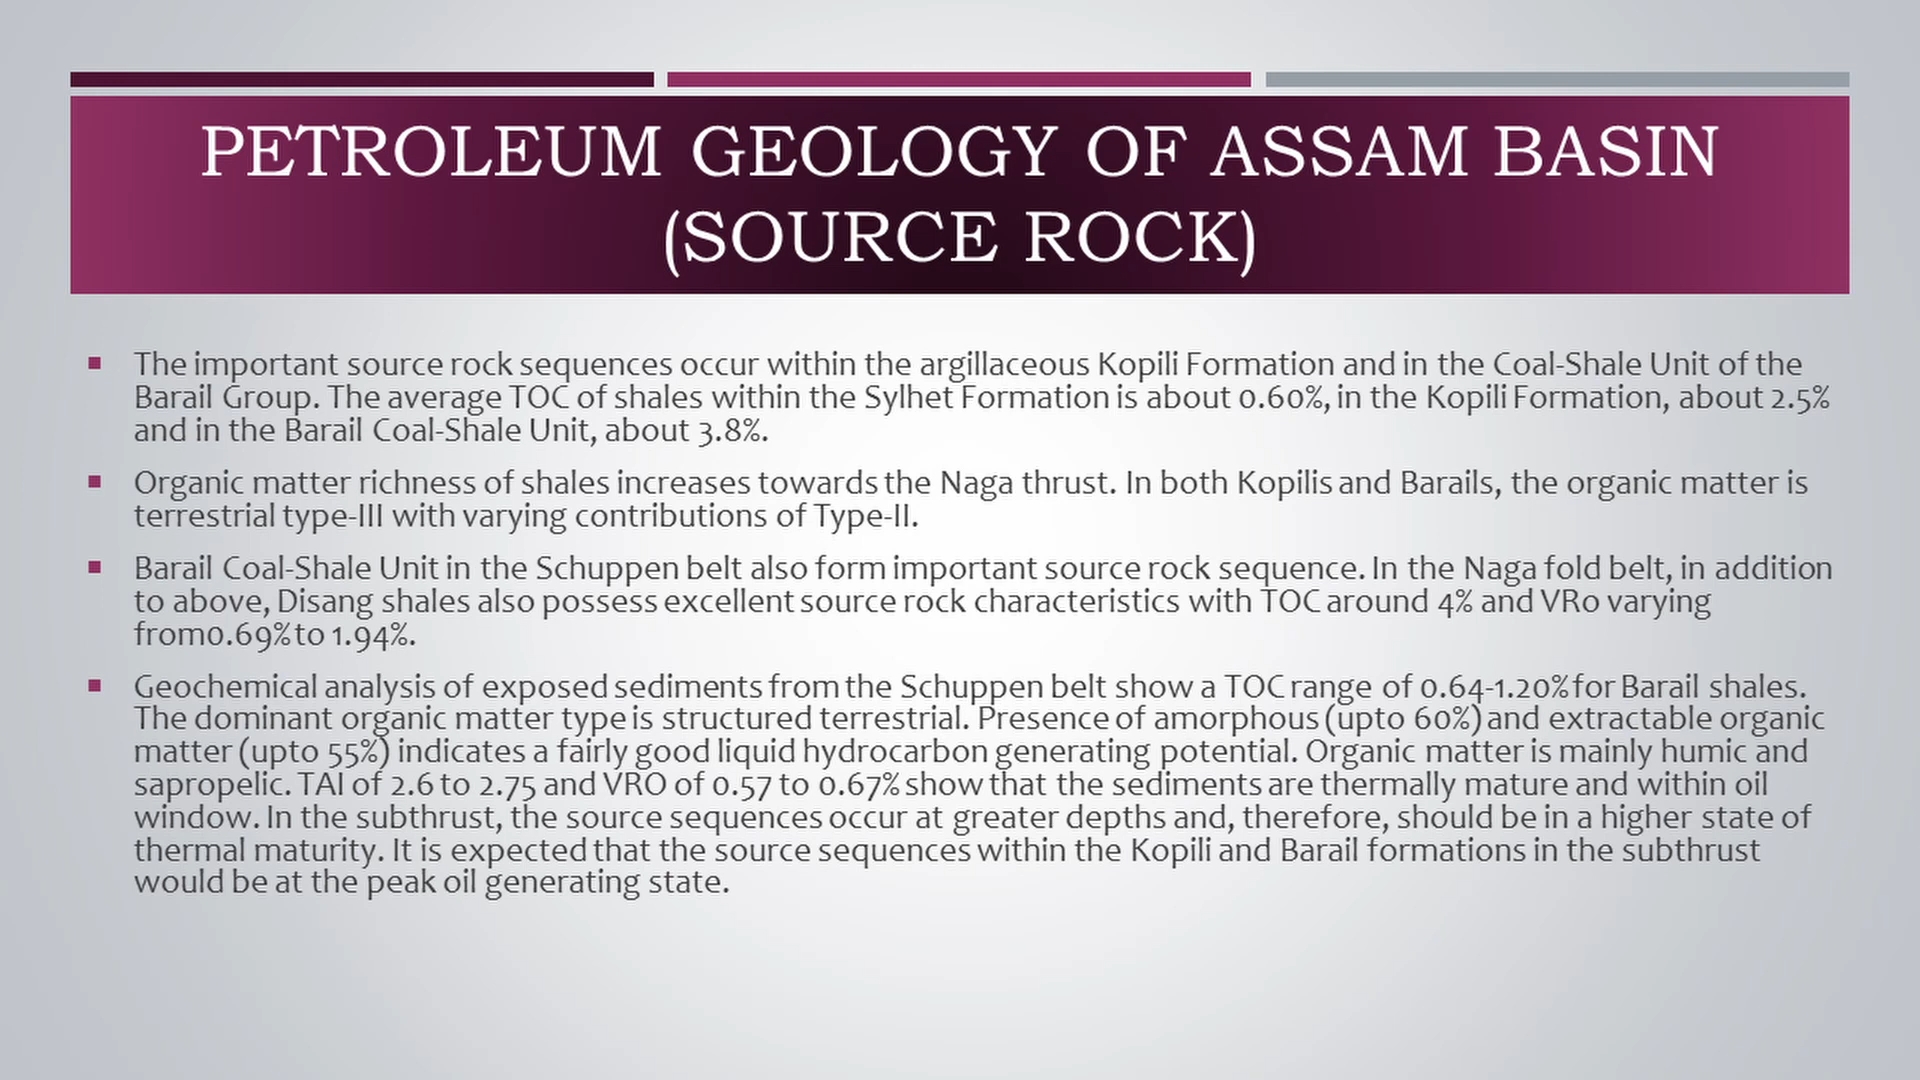 PETROLEUM GEOLOGY OF ASSAM BASIN
(SOURCE ROCK)
The important source rock sequences occur within the argillaceous Kopili Formation and in the Coal-Shale Unit of the
Barail Group. The average TOC of shales within the Sylhet Formation is about 0.60%, in the Kopili Formation, about 2.5%
and in the Barail Coal-Shale Unit, about 3.8%.
Organic matter richness of shales increases towards the Naga thrust. In both Kopilis and Barails, the organic matter is
terrestrial type-III with varying contributions of Type-II.
Barail Coal-Shale Unit in the Schuppen belt also form important source rock sequence. In the Naga fold belt, in addition
to above, Disang shales also possess excellent source rock characteristics with TOC around 4% and VRo varying
from0.69% to 1.94%.
Geochemical analysis of exposed sediments from the Schuppen belt show a TOC range of 0.64-1.20% for Barail shales.
The dominant organic matter type is structured terrestrial. Presence of amorphous (upto 60%) and extractable organic
matter (upto 55%) indicates a fairly good liquid hydrocarbon generating potential. Organic matter is mainly humic and
sapropelic. TAI of 2.6 to 2.75 and VRO of 0.57 to 0.67% show that the sediments are thermally mature and within oil
window. In the subthrust, the source sequences occur at greater depths and, therefore, should be in a higher state of
thermal maturity. It is expected that the source sequences within the Kopili and Barail formations in the subthrust
would be at the peak oil generating state.